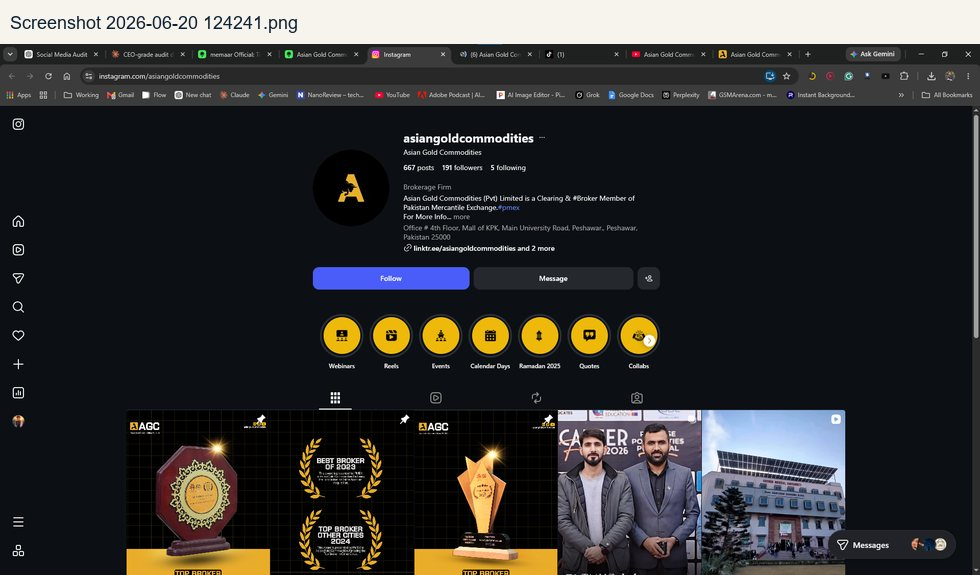 Screenshot 2026-06-20 124241.png
Social Media Audit
CEO-grade audit
memaar Official:
Asian Gold Comm
Instagram
(6) Asian Gold Co
(1)
Asian Gold Comm
Asian Gold Comm
Ask Gemini
instagram.com/asiangoldcommodities
Apps
Working
Gmail
Flow
New chat
Claude
Gemini
NanoReview – tech...
YouTube
Adobe Podcast | AI...
AI Image Editor - Pi...
Grok
Google Docs
Perplexity
GSMArena.com - m...
Instant Background...
All Bookmarks
asiangoldcommodities
Asian Gold Commodities
667 posts 191 followers 5 following
Brokerage Firm
Asian Gold Commodities (Pvt) Limited is a Clearing & #Broker Member of
Pakistan Mercantile Exchange.#pmex
For More Info... more
Office # 4th Floor, Mall of KPK, Main University Road, Peshawar., Peshawar,
Pakistan 25000
linktr.ee/asiangoldcommodities and 2 more
Follow
Message
Webinars
Reels
Events
Calendar Days
Ramadan 2025
Quotes
Collabs
AGC
BEST BROKER
OF 2023
TOP BROKER
OTHER CITIES
2024
AGC
TOP BROKER
TOP BROKER
EDUCATION
2026
Messages